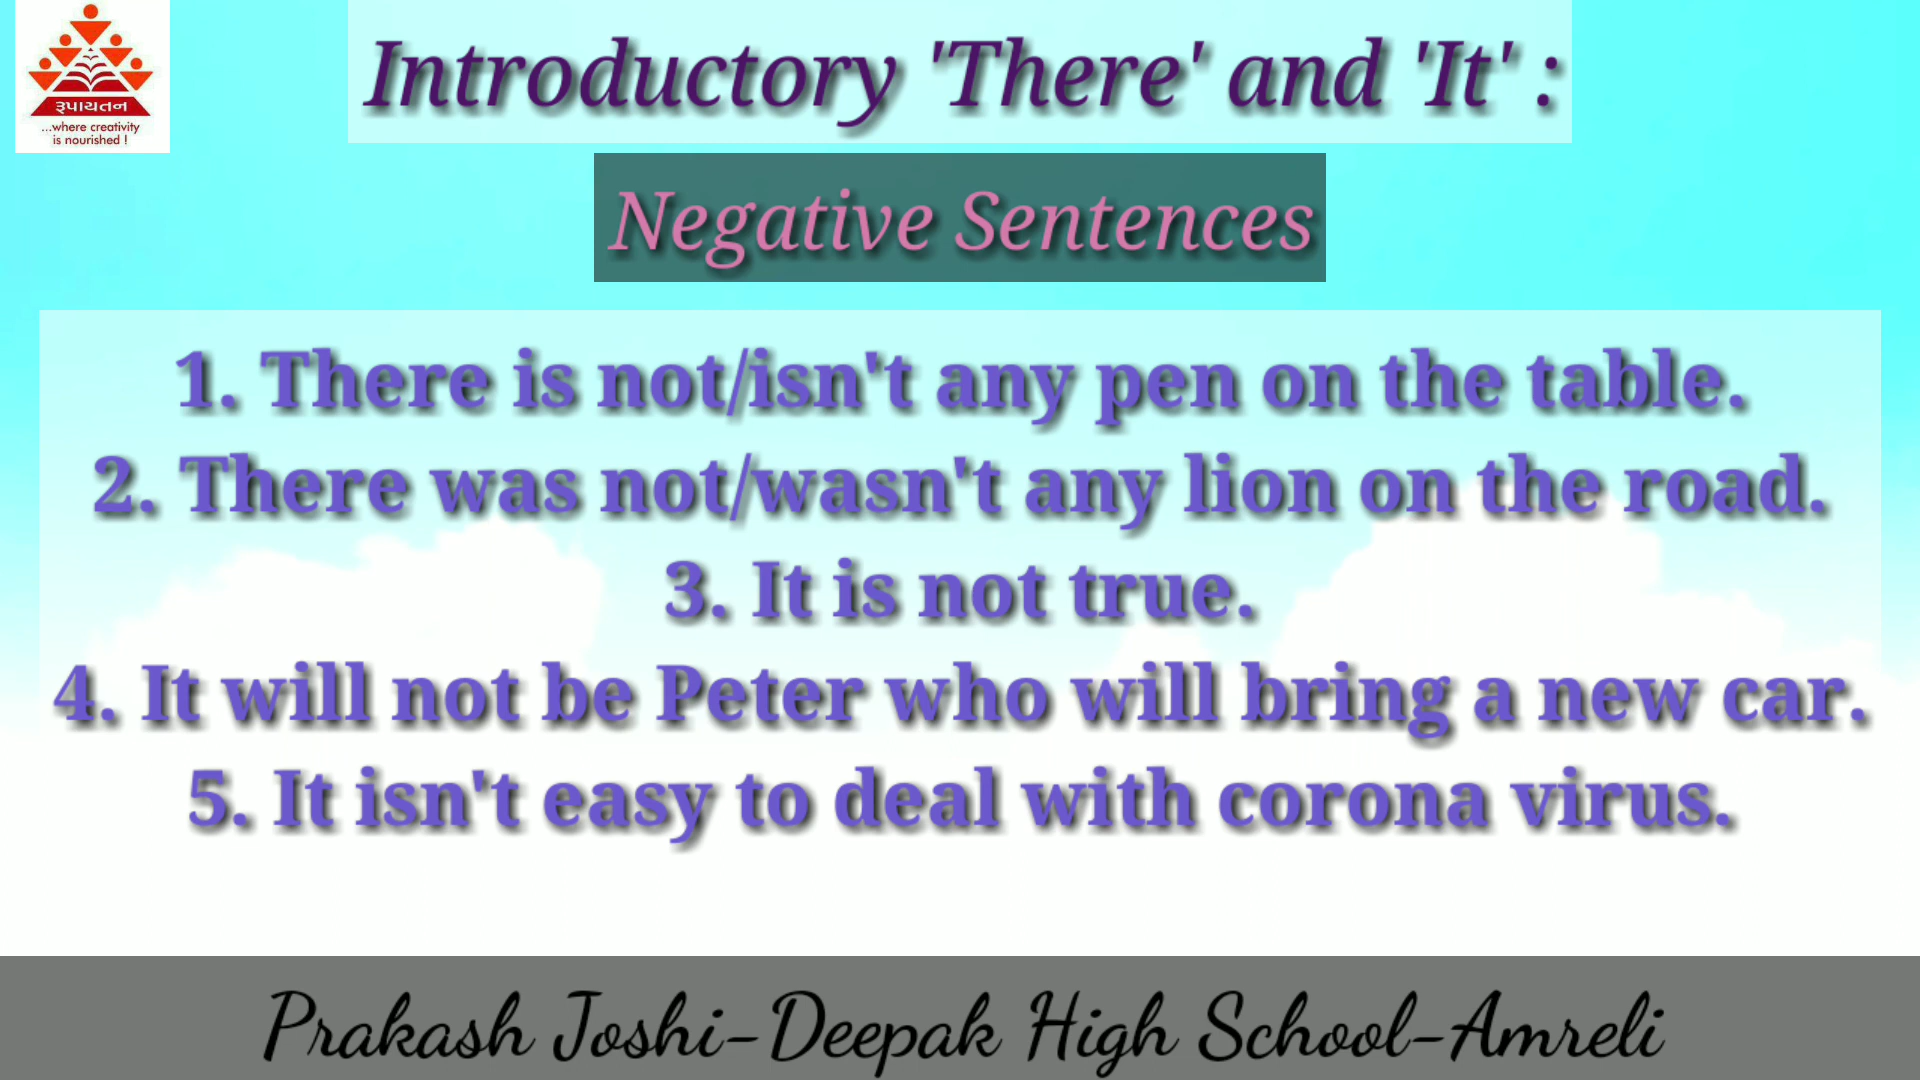 રૂપાયતન
...where creativity
is nourished !
Introductory 'There' and 'It' :
Negative Sentences
1. There is not/isn't any pen on the table.
2. There was not/wasn't any lion on the road.
3. It is not true.
4. It will not be Peter who will bring a new car.
5. It isn't easy to deal with corona virus.
Prakash Joshi-Deepak High School-Amreli